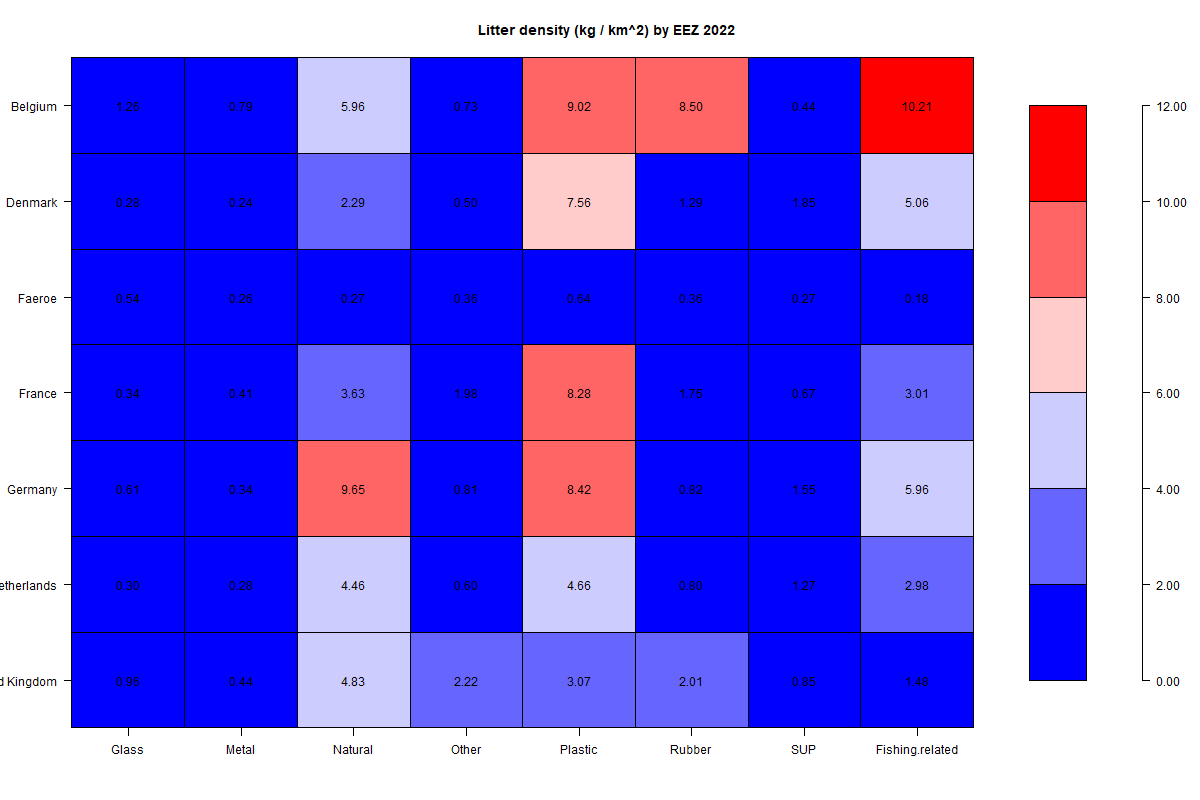 Litter density (kg / km^2) by EEZ 2022
Belgium 1.26 0.79 5.96 0.73 9.02 8.50 0.44 10.21
Denmark 0.28 0.24 2.29 0.50 7.56 1.29 1.85 5.06
Faeroe 0.54 0.26 0.27 0.36 0.64 0.36 0.27 0.18
France 0.34 0.41 3.63 1.98 8.28 1.75 0.67 3.01
Germany 0.61 0.34 9.65 0.81 8.42 0.82 1.55 5.96
etherlands 0.30 0.28 4.46 0.60 4.66 0.80 1.27 2.98
d Kingdom 0.96 0.44 4.83 2.22 3.07 2.01 0.85 1.48
Glass Metal Natural Other Plastic Rubber SUP Fishing.related
12.00
10.00
8.00
6.00
4.00
2.00
0.00